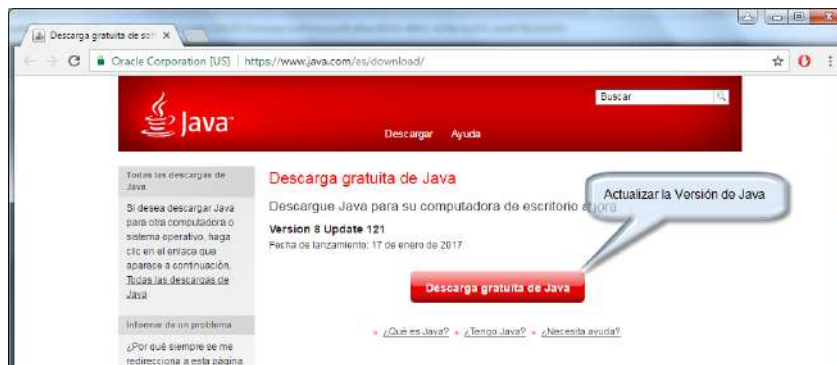 Descarga gratuita de so
Oracle Corporation [US] https://www.java.com/es/download/
Java
Buscar
Descargar Ayuda
Todas las descargas de
Java
Si desea descargar Java
para otra computadora o
sistema operativo, haga
clic en el enlace que
aparece a continuación.
Todas las descargas de
Java
Informar de un problema
¿Por qué siempre se me
redirecciona a esta página
Descarga gratuita de Java
Descargue Java para su computadora de escritorio ahora
Version 8 Update 121
Fecha de lanzamiento: 17 de enero de 2017
Actualizar la Versión de Java
Descarga gratuita de Java
¿Qué es Java? ¿Tengo Java? ¿Necesita ayuda?